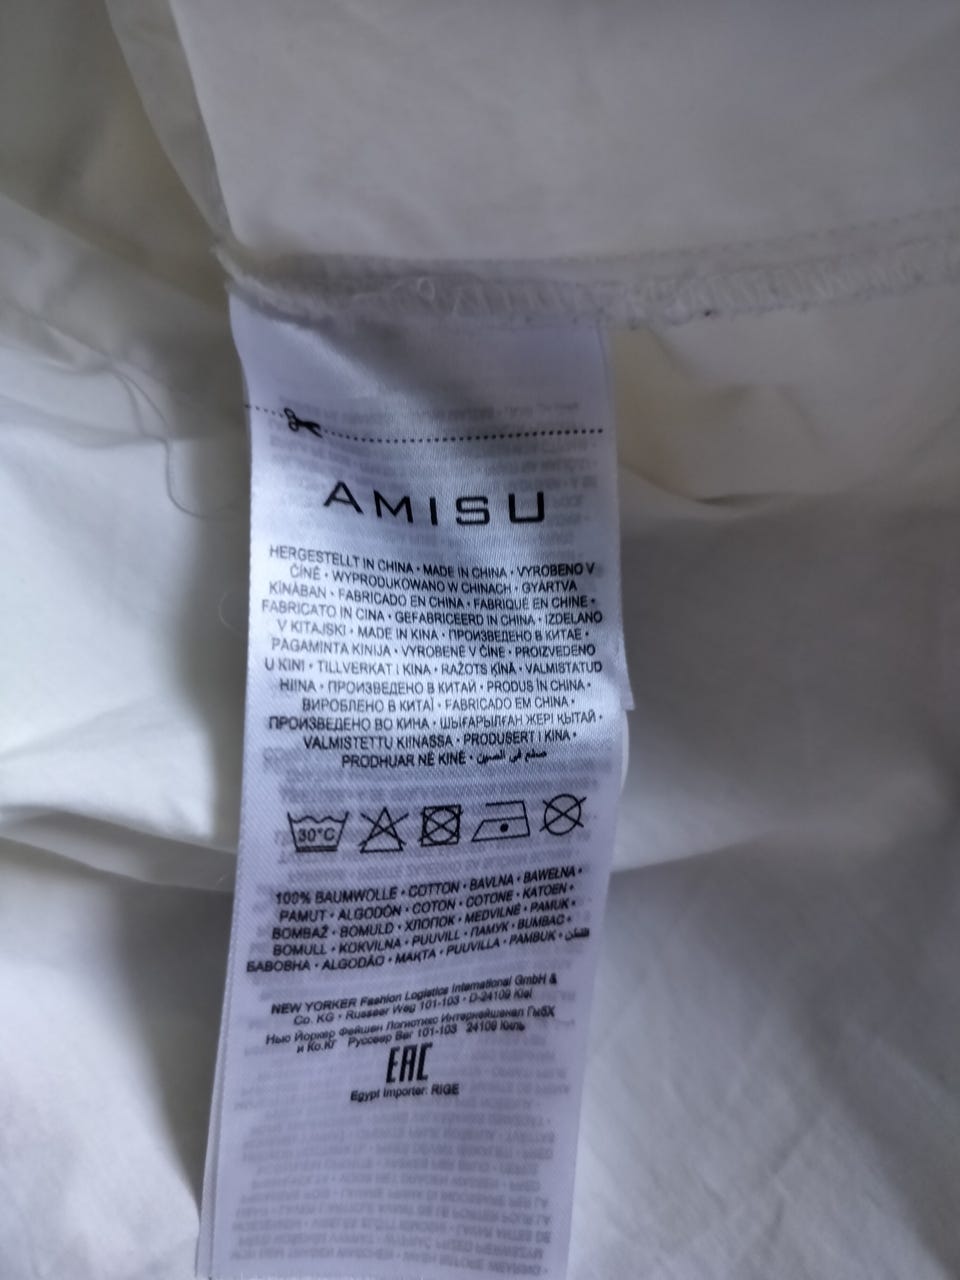 AMISU
HERGESTELLT IN CHINA • MADE IN CHINA • VYROBENO V
ČÍNĚ • WYPRODUKOWANO W CHINACH • GYÁRTVA
KÍNÁBAN • FABRICADO EN CHINA • FABRIQUÉ EN CHINE •
FABBRICATO IN CINA • GEFABRICEERD IN CHINA • IZDELANO
V KITAJSKI • MADE IN KINA • ΠΡОИЗВЕДЕНО В КИТАЕ •
PAGAMINTA KINIJA • VYROBENÉ V ČÍNE • PROIZVEDENO
U KINI • TILLVERKAT I KINA • RAŽOTS ĶĪNĀ • VALMISTATUD
HIINA • ПРОИЗВЕДЕНО В КИТАЙ • PRODUS ÎN CHINA •
ВИРОБЛЕНО В КИТАЇ • FABRICADO EM CHINA •
ПРОИЗВЕДЕНО ВО КИНА • ШЫҒАРЫЛҒАН ЖЕРІ ҚЫТАЙ •
VALMISTETTU KIINASSA • PRODUSERT I KINA •
PRODHUAR NË KINË • صنع في الصين
30°C
100% BAUMWOLLE • COTTON • BAVLNA • BAWEŁNA •
PAMUT • ALGODÓN • COTON • COTONE • KATOEN •
BOMBAŽ • BOMULD • ХЛОПОК • MEDVILNĖ • PAMUK •
BOMULL • KOKVILNA • PUUVILL • ПАМУК • BUMBAC •
БАВОВНА • ALGODÃO • МАҚТА • PUUVILLA • PAMBUK • قطن
NEW YORKER Fashion Logistics International GmbH &
Co. KG • Russeer Weg 101-103 • D-24109 Kiel
Нью Йоркер Фейшен Логистикс Интернейшенал ГмбХ
и Ко.КГ Руссеер Вег 101-103 24109 Киль
EAC
Egypt Importer: RIGE